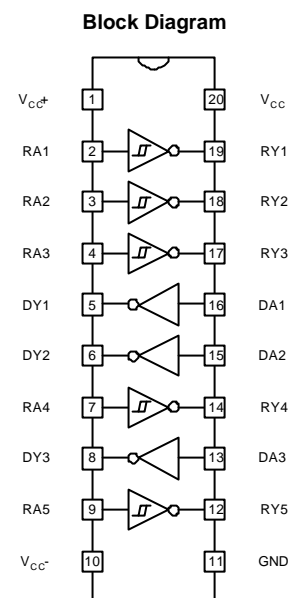 Block Diagram
VCC+ 1 20 VCC
RA1 2 19 RY1
RA2 3 18 RY2
RA3 4 17 RY3
DY1 5 16 DA1
DY2 6 15 DA2
RA4 7 14 RY4
DY3 8 13 DA3
RA5 9 12 RY5
VCC- 10 11 GND